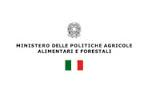 MINISTERO DELLE POLITICHE AGRICOLE
ALIMENTARI E FORESTALI